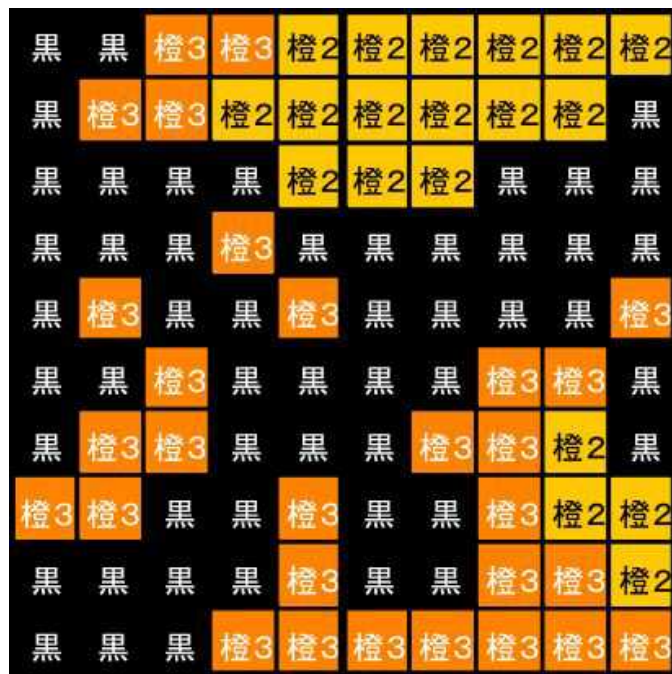 黒 黒 橙3 橙3 橙2 橙2 橙2 橙2 橙2 橙2
黒 橙3 橙3 橙2 橙2 橙2 橙2 橙2 橙2 黒
黒 黒 黒 黒 橙2 橙2 橙2 黒 黒 黒
黒 黒 黒 橙3 黒 黒 黒 黒 黒 黒
黒 橙3 黒 黒 橙3 黒 黒 黒 黒 橙3
黒 黒 橙3 黒 黒 黒 黒 橙3 橙3 黒
黒 橙3 橙3 黒 黒 黒 橙3 橙3 橙2 黒
橙3 橙3 黒 黒 橙3 黒 黒 橙3 橙2 橙2
黒 黒 黒 黒 橙3 黒 黒 橙3 橙3 橙2
黒 黒 黒 橙3 橙3 橙3 橙3 橙3 橙3 橙3